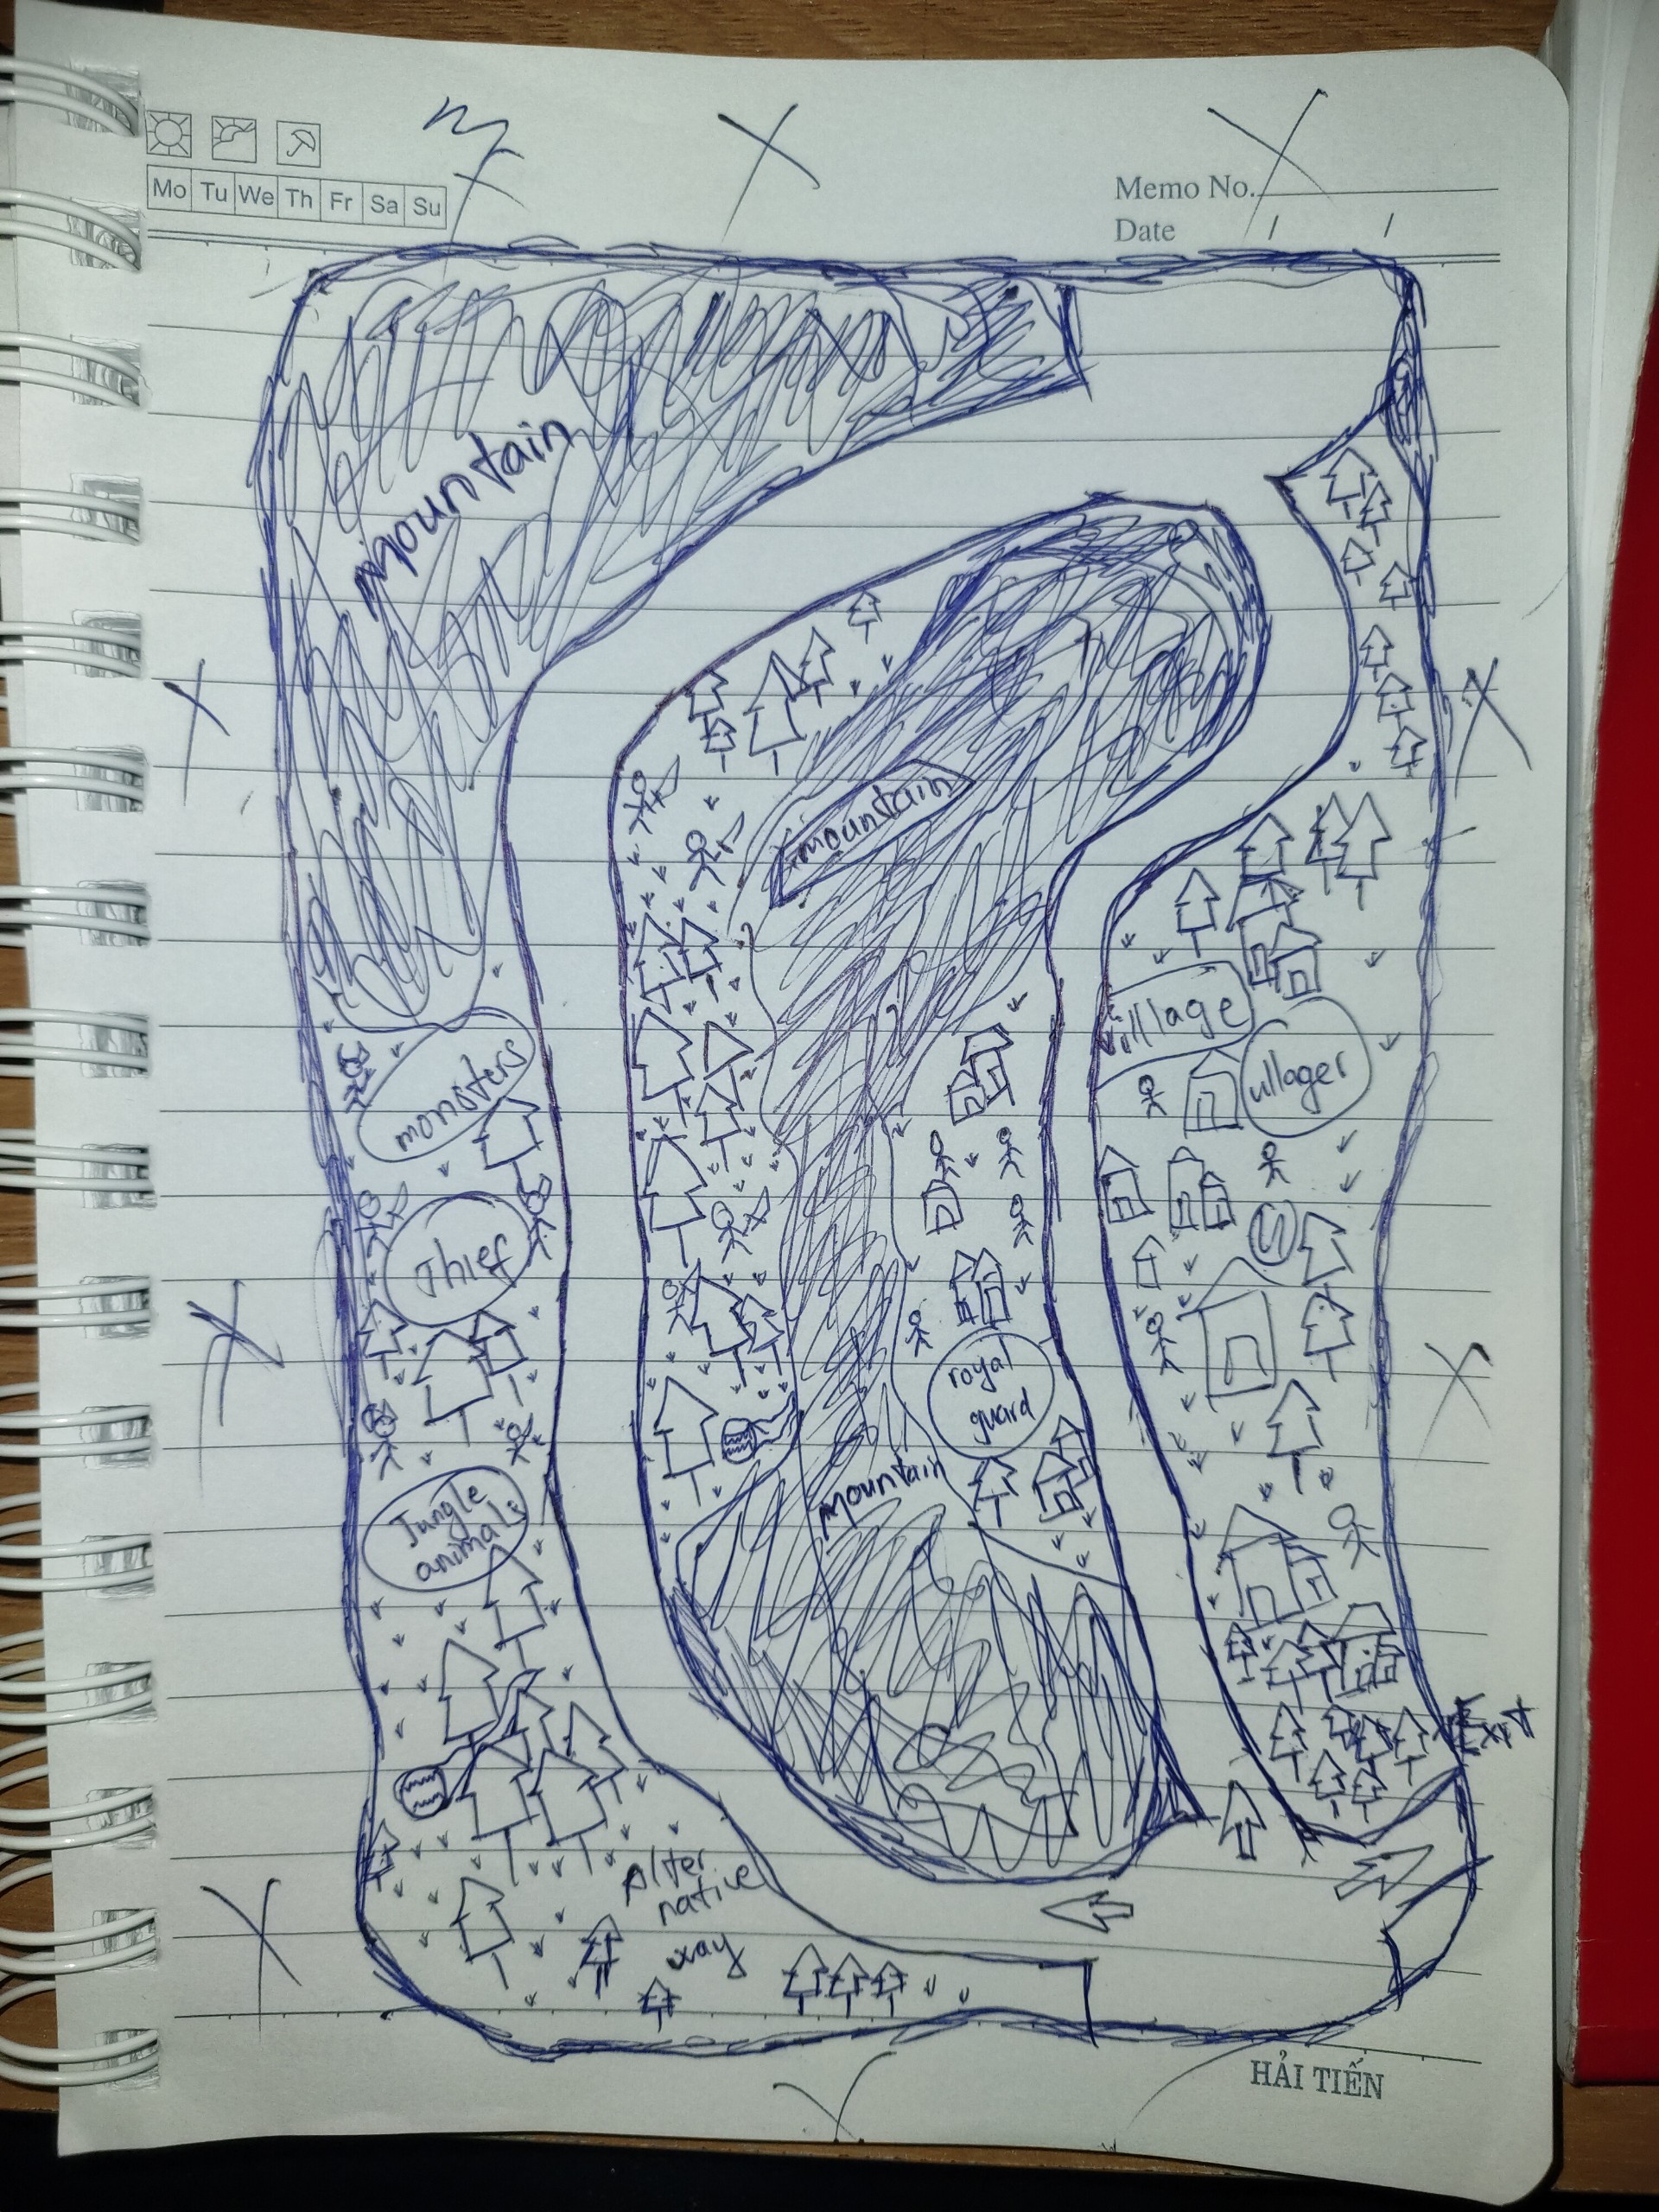 Mo Tu We Th Fr Sa Su
Memo No.
Date / /
mountain
mountain
village
villager
monsters
Thief
royal
guard
mountain
Jungle
animals
Exit
Alter
native
way
HẢI TIẾN